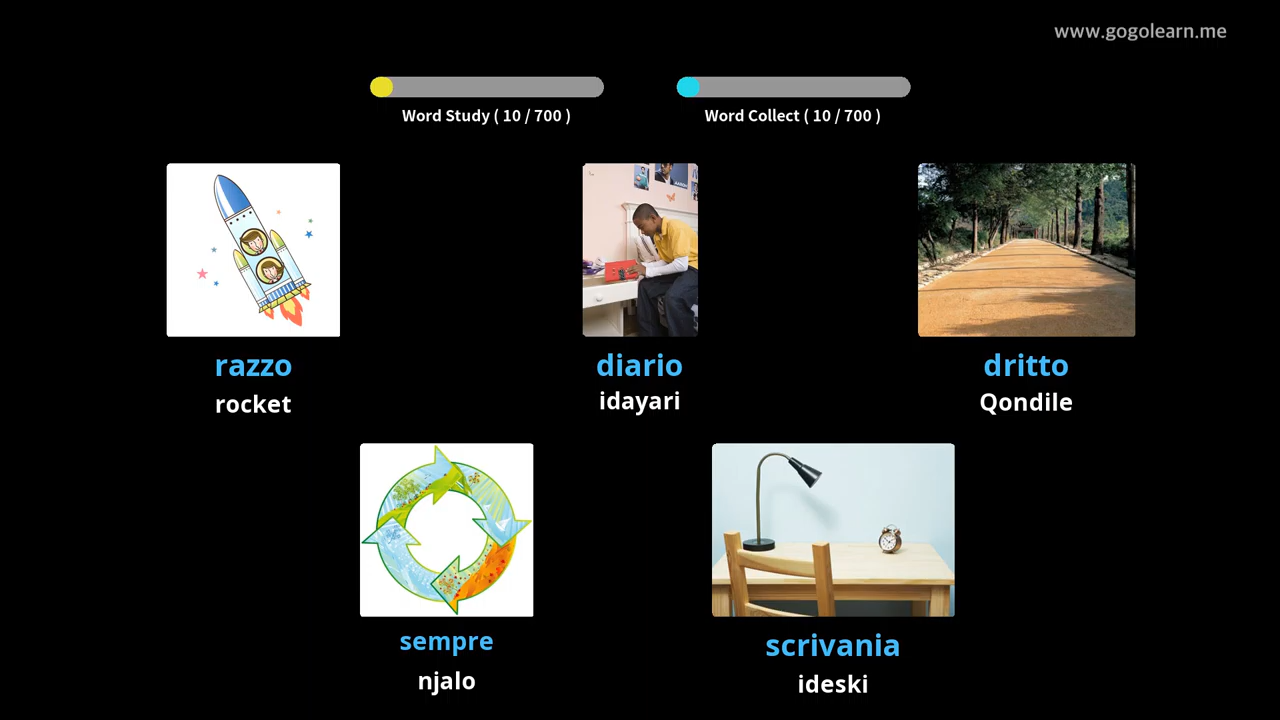 www.gogolearn.me
Word Study ( 10 / 700 )
Word Collect ( 10 / 700 )
razzo
rocket
diario
idayari
dritto
Qondile
sempre
njalo
scrivania
ideski